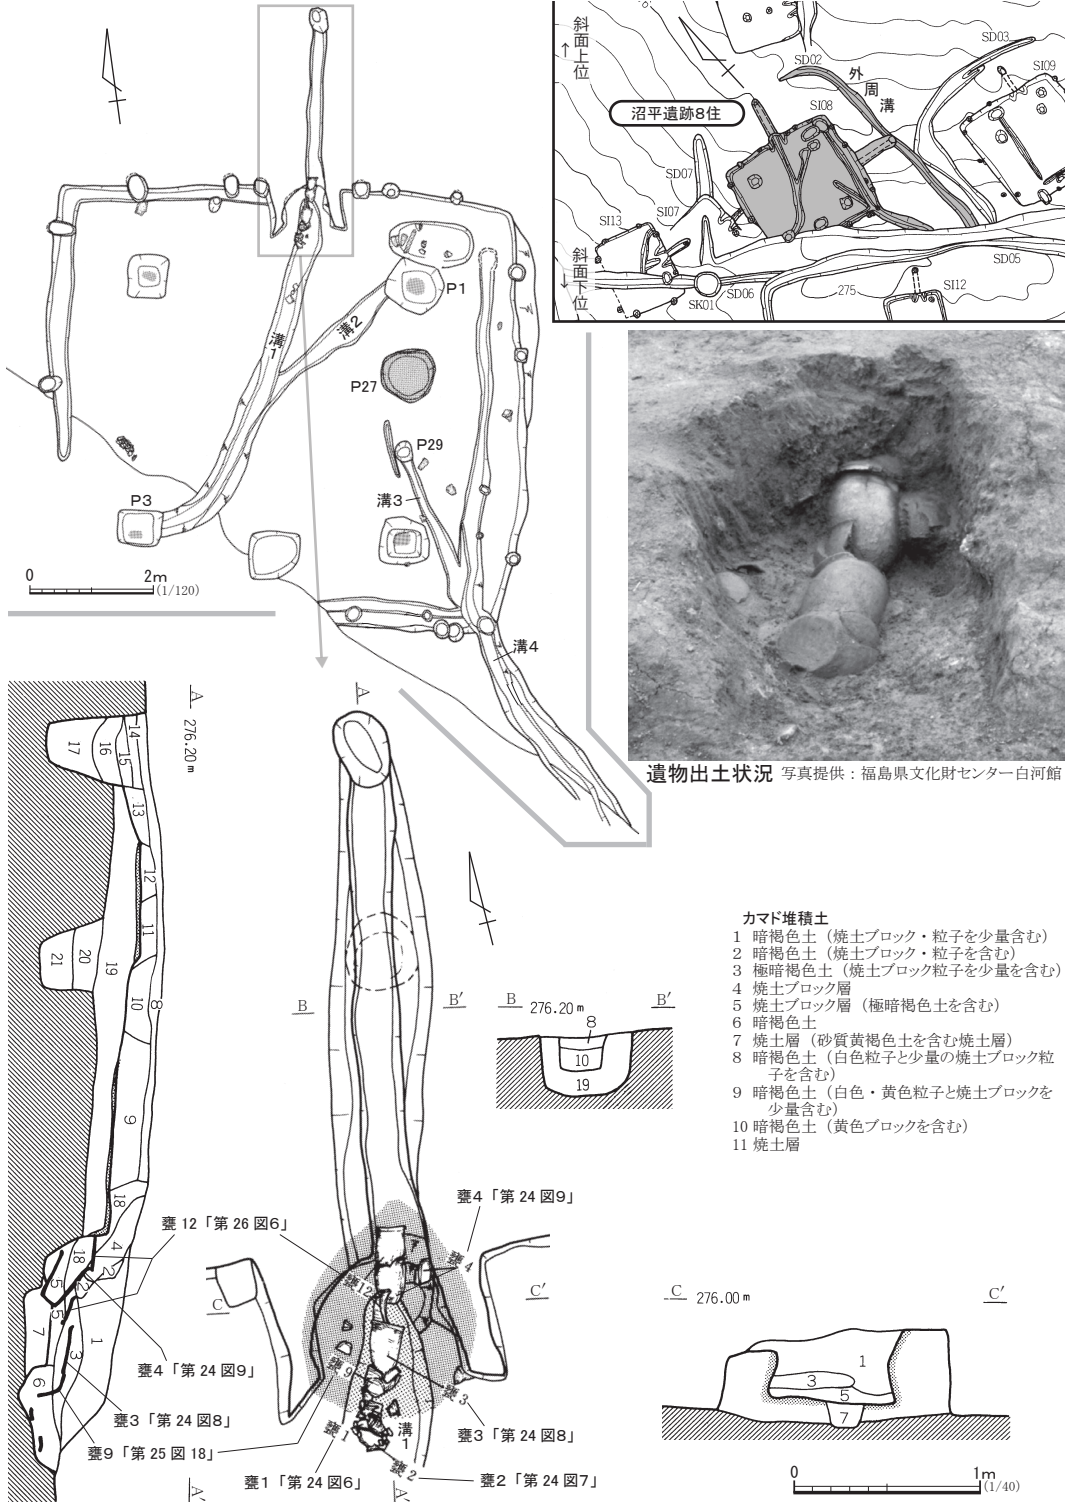 P1
P27
P29
P3
溝1
溝2
溝3
溝4
0 2m
(1/120)
斜面上位
↑
斜面下位
↓
沼平遺跡8住
外周溝
SD02
SD03
SI09
SI08
SD07
SI07
SI13
SD06
SK01
SD05
SI12
275
遺物出土状況 写真提供:福島県文化財センター白河館
A
276.20m
A′
17
16
15
14
13
12
11
21
20
19
10
8
9
18
4
2
18
5
2
5
7
3
1
6
A
A′
B
B′
B 276.20m B′
8
10
19
C
C′
C 276.00m C′
1
3
5
7
甕12「第26図6」
甕4「第24図9」
甕4「第24図9」
甕3「第24図8」
甕9「第25図18」
甕1「第24図6」
甕2「第24図7」
甕3「第24図8」
甕12
甕4
甕9
甕3
甕1
甕2
溝1
カマド堆積土
1 暗褐色土(焼土ブロック・粒子を少量含む)
2 暗褐色土(焼土ブロック・粒子を含む)
3 極暗褐色土(焼土ブロック粒子を少量を含む)
4 焼土ブロック層
5 焼土ブロック層(極暗褐色土を含む)
6 暗褐色土
7 焼土層(砂質黄褐色土を含む焼土層)
8 暗褐色土(白色粒子と少量の焼土ブロック粒
子を含む)
9 暗褐色土(白色・黄色粒子と焼土ブロックを
少量含む)
10 暗褐色土(黄色ブロックを含む)
11 焼土層
0 1m
(1/40)